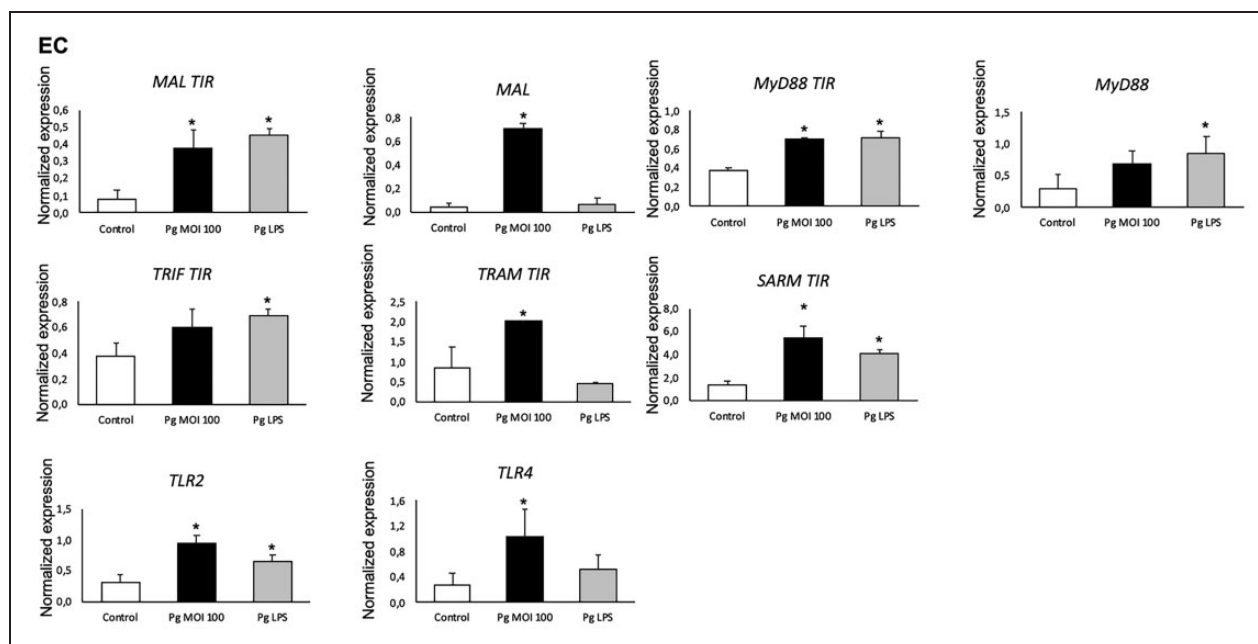 EC
MAL TIR
Normalized expression
0,6
0,5
0,4
0,3
0,2
0,1
0,0
*
*
Control Pg MOI 100 Pg LPS
MAL
Normalized expression
0,8
0,6
0,4
0,2
0,0
*
Control Pg MOI 100 Pg LPS
MyD88 TIR
Normalized expression
1,0
0,8
0,6
0,4
0,2
0,0
*
*
Control Pg MOI 100 Pg LPS
MyD88
Normalized expression
1,5
1,0
0,5
0,0
*
Control Pg MOI 100 Pg LPS
TRIF TIR
Normalized expression
0,8
0,6
0,4
0,2
0,0
*
Control Pg MOI 100 Pg LPS
TRAM TIR
Normalized expression
2,5
2,0
1,5
1,0
0,5
0,0
*
Control Pg MOI 100 Pg LPS
SARM TIR
Normalized expression
8,0
6,0
4,0
2,0
0,0
*
*
Control Pg MOI 100 Pg LPS
TLR2
Normalized expression
1,5
1,0
0,5
0,0
*
*
Control Pg MOI 100 Pg LPS
TLR4
Normalized expression
1,6
1,2
0,8
0,4
0,0
*
Control Pg MOI 100 Pg LPS